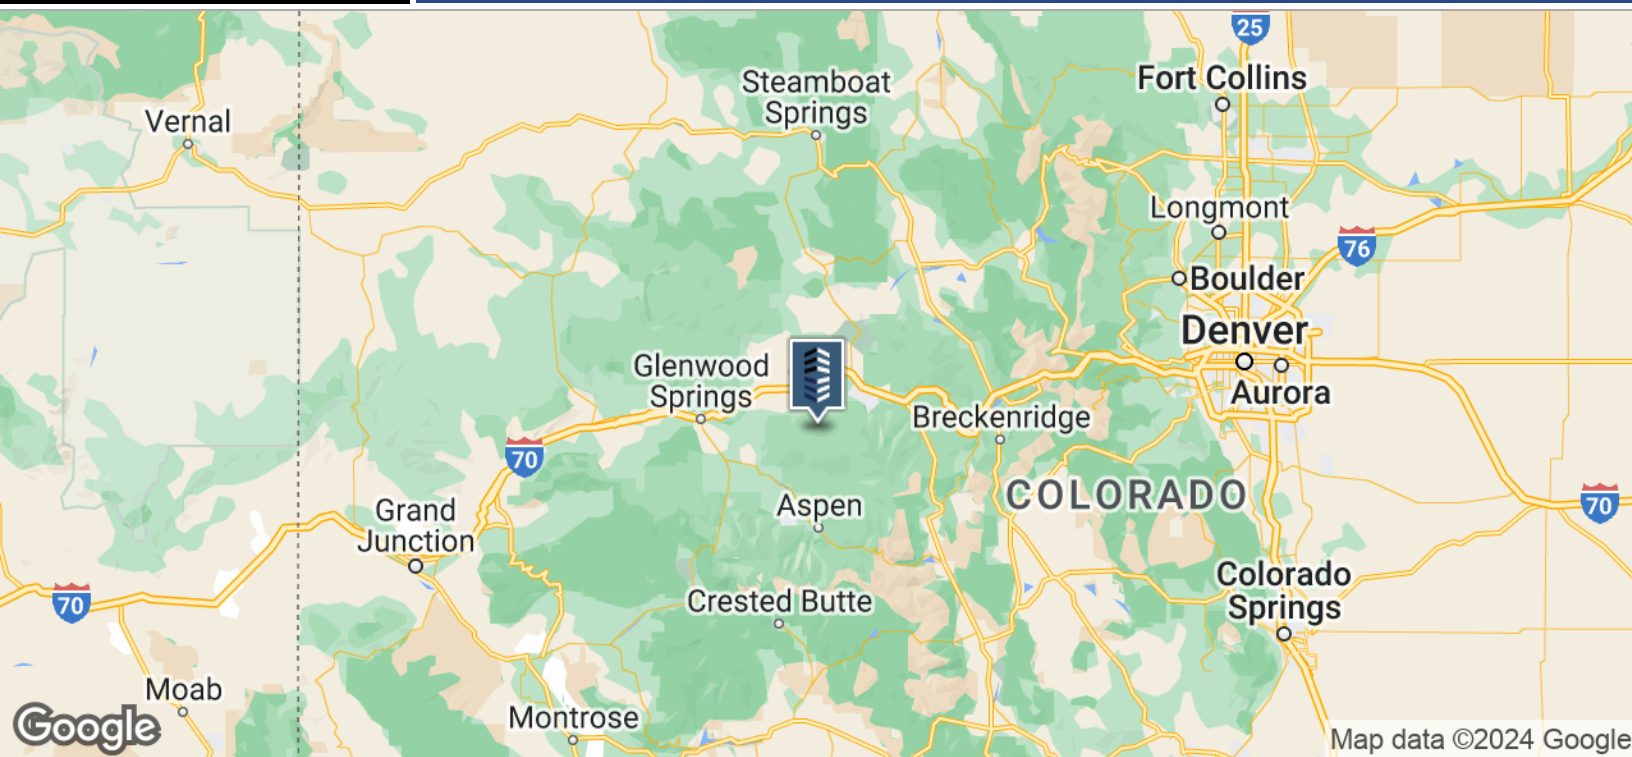 25
Fort Collins
Steamboat
Springs
Vernal
Longmont
76
Boulder
Denver
Glenwood
Springs
Aurora
Breckenridge
70
COLORADO
70
Aspen
Grand
Junction
Colorado
Springs
70
Crested Butte
Moab
Montrose
Google
Map data ©2024 Google